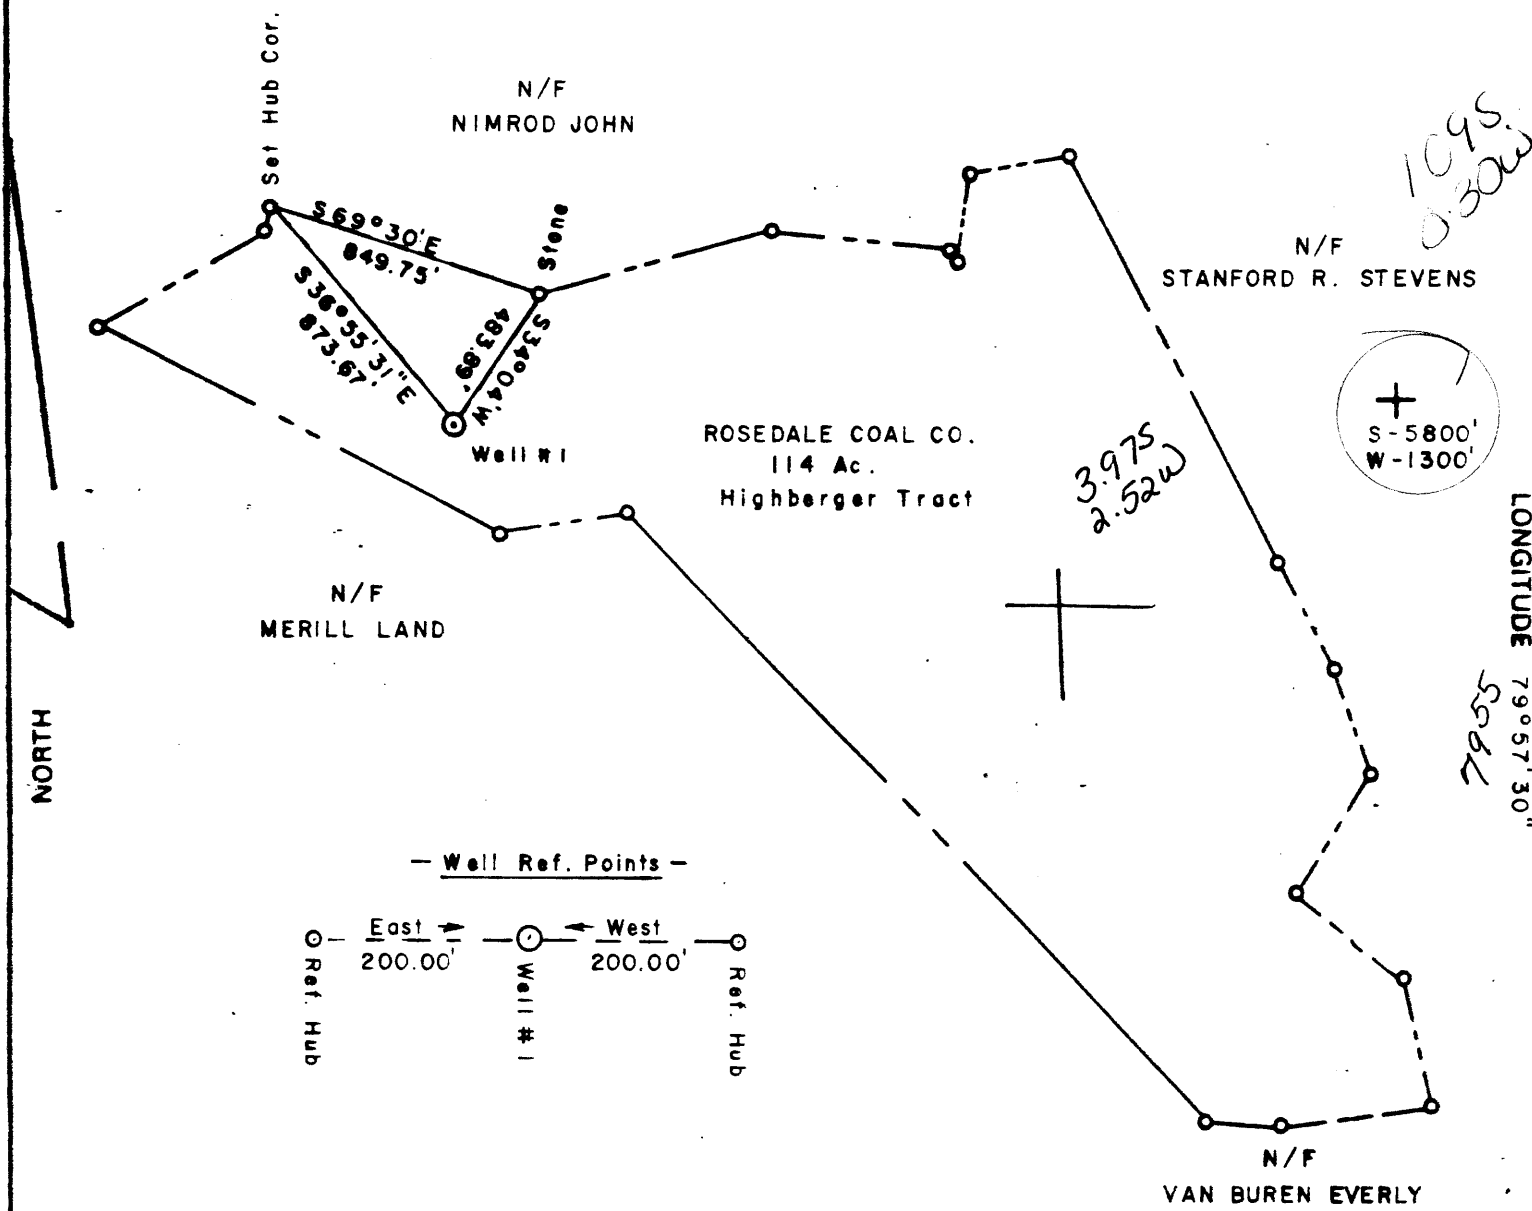 Set Hub Cor.
N/F
NIMROD JOHN
S69°30'E
849.75'
Stone
S36°55'31"E
873.67'
S34°04'W
483.89'
Well #1
109S.
0.30W
N/F
STANFORD R. STEVENS
S-5800'
W-1300'
ROSEDALE COAL CO.
114 Ac.
Highberger Tract
3.97S
2.52W
LONGITUDE 79°57'30"
7955
N/F
MERILL LAND
NORTH
- Well Ref. Points -
East West
200.00' 200.00'
Ref. Hub
Well #1
Ref. Hub
N/F
VAN BUREN EVERLY